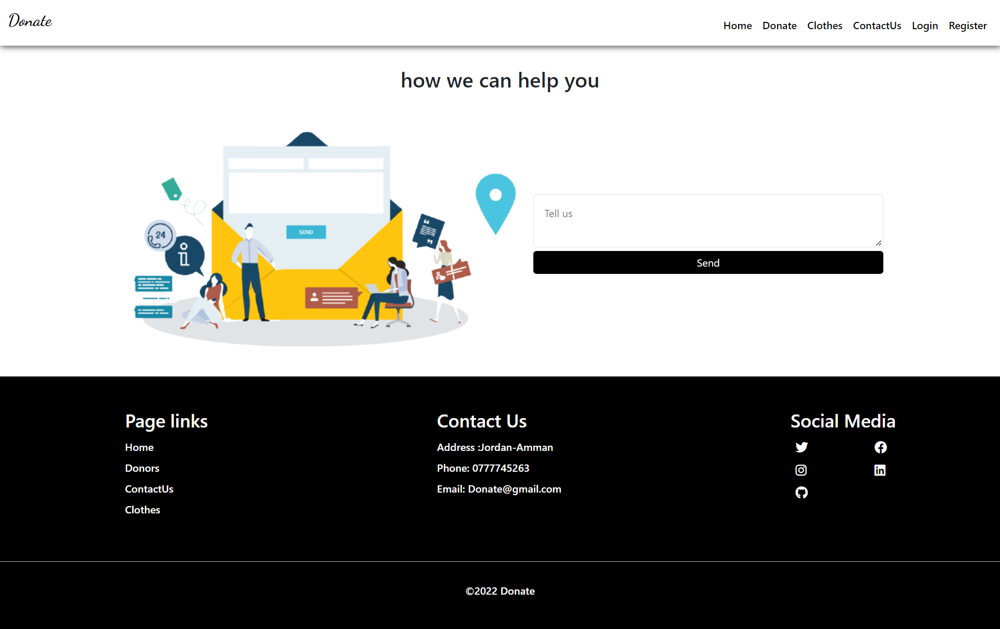 Donate
Home Donate Clothes ContactUs Login Register
how we can help you
SEND
24
i
Tell us
Send
Page links
Home
Donors
ContactUs
Clothes
Contact Us
Address :Jordan-Amman
Phone: 0777745263
Email: Donate@gmail.com
Social Media
in
©2022 Donate